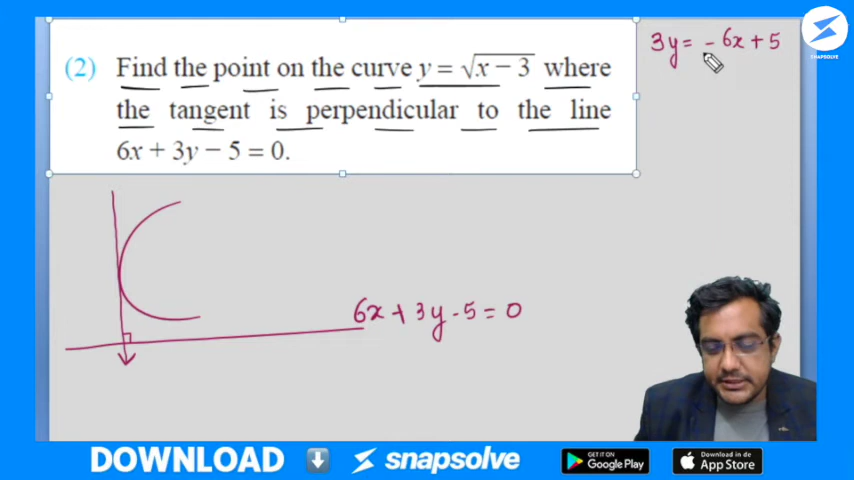 3y = - 6x + 5
SNAPSOLVE
(2) Find the point on the curve y = √(x − 3) where
the tangent is perpendicular to the line
6x + 3y − 5 = 0.
6x + 3y - 5 = 0
DOWNLOAD snapsolve
GET IT ON
Google Play
Download in de
App Store